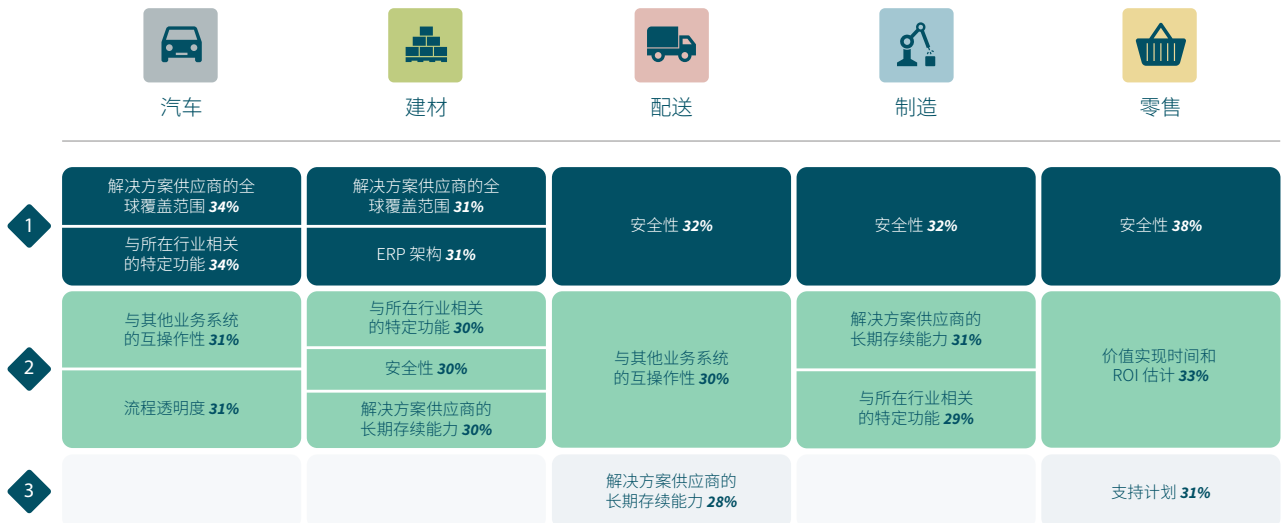 汽车
建材
配送
制造
零售
1
解决方案供应商的全
球覆盖范围 34%
与所在行业相关
的特定功能 34%
解决方案供应商的全
球覆盖范围 31%
ERP 架构 31%
安全性 32%
安全性 32%
安全性 38%
2
与其他业务系统
的互操作性 31%
流程透明度 31%
与所在行业相关
的特定功能 30%
安全性 30%
解决方案供应商的
长期存续能力 30%
与其他业务系统
的互操作性 30%
解决方案供应商的
长期存续能力 31%
与所在行业相关
的特定功能 29%
价值实现时间和
ROI 估计 33%
3
解决方案供应商的
长期存续能力 28%
支持计划 31%